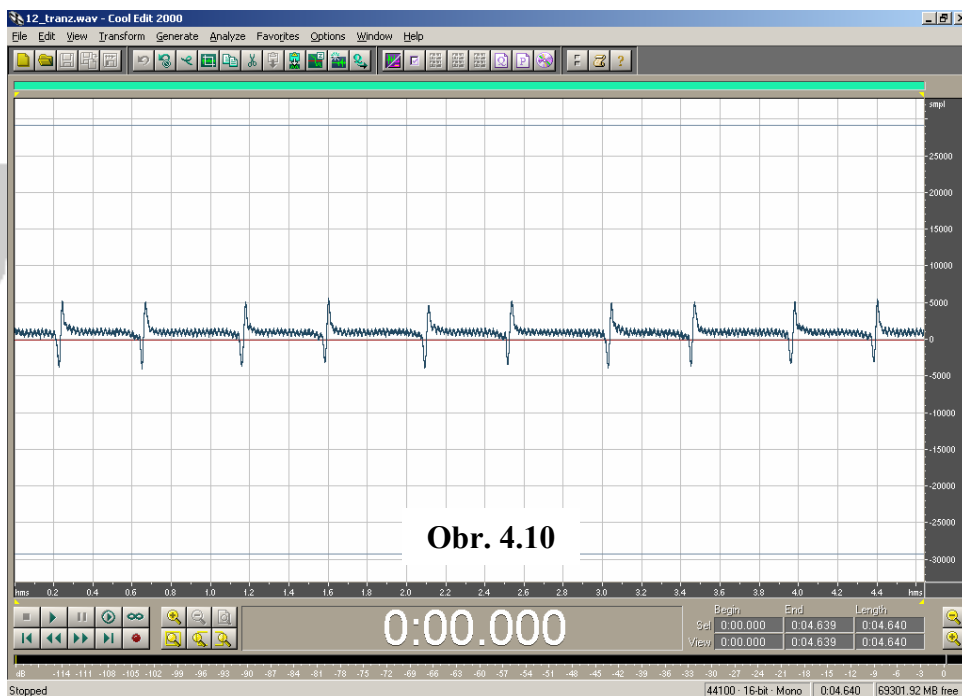 12_tranz.wav - Cool Edit 2000
File Edit View Transform Generate Analyze Favorites Options Window Help
F ?
smpl
25000
20000
15000
10000
5000
0
-5000
-10000
-15000
-20000
-25000
-30000
Obr. 4.10
hms 0.2 0.4 0.6 0.8 1.0 1.2 1.4 1.6 1.8 2.0 2.2 2.4 2.6 2.8 3.0 3.2 3.4 3.6 3.8 4.0 4.2 4.4 hms
0:00.000
Begin End Length
Sel 0:00.000 0:04.639 0:04.640
View 0:00.000 0:04.639 0:04.640
dB -114 -111 -108 -105 -102 -99 -96 -93 -90 -87 -84 -81 -78 -75 -72 -69 -66 -63 -60 -57 -54 -51 -48 -45 -42 -39 -36 -33 -30 -27 -24 -21 -18 -15 -12 -9 -6 -3 0
Stopped 44100 · 16-bit · Mono 0:04.640 69301.92 MB free